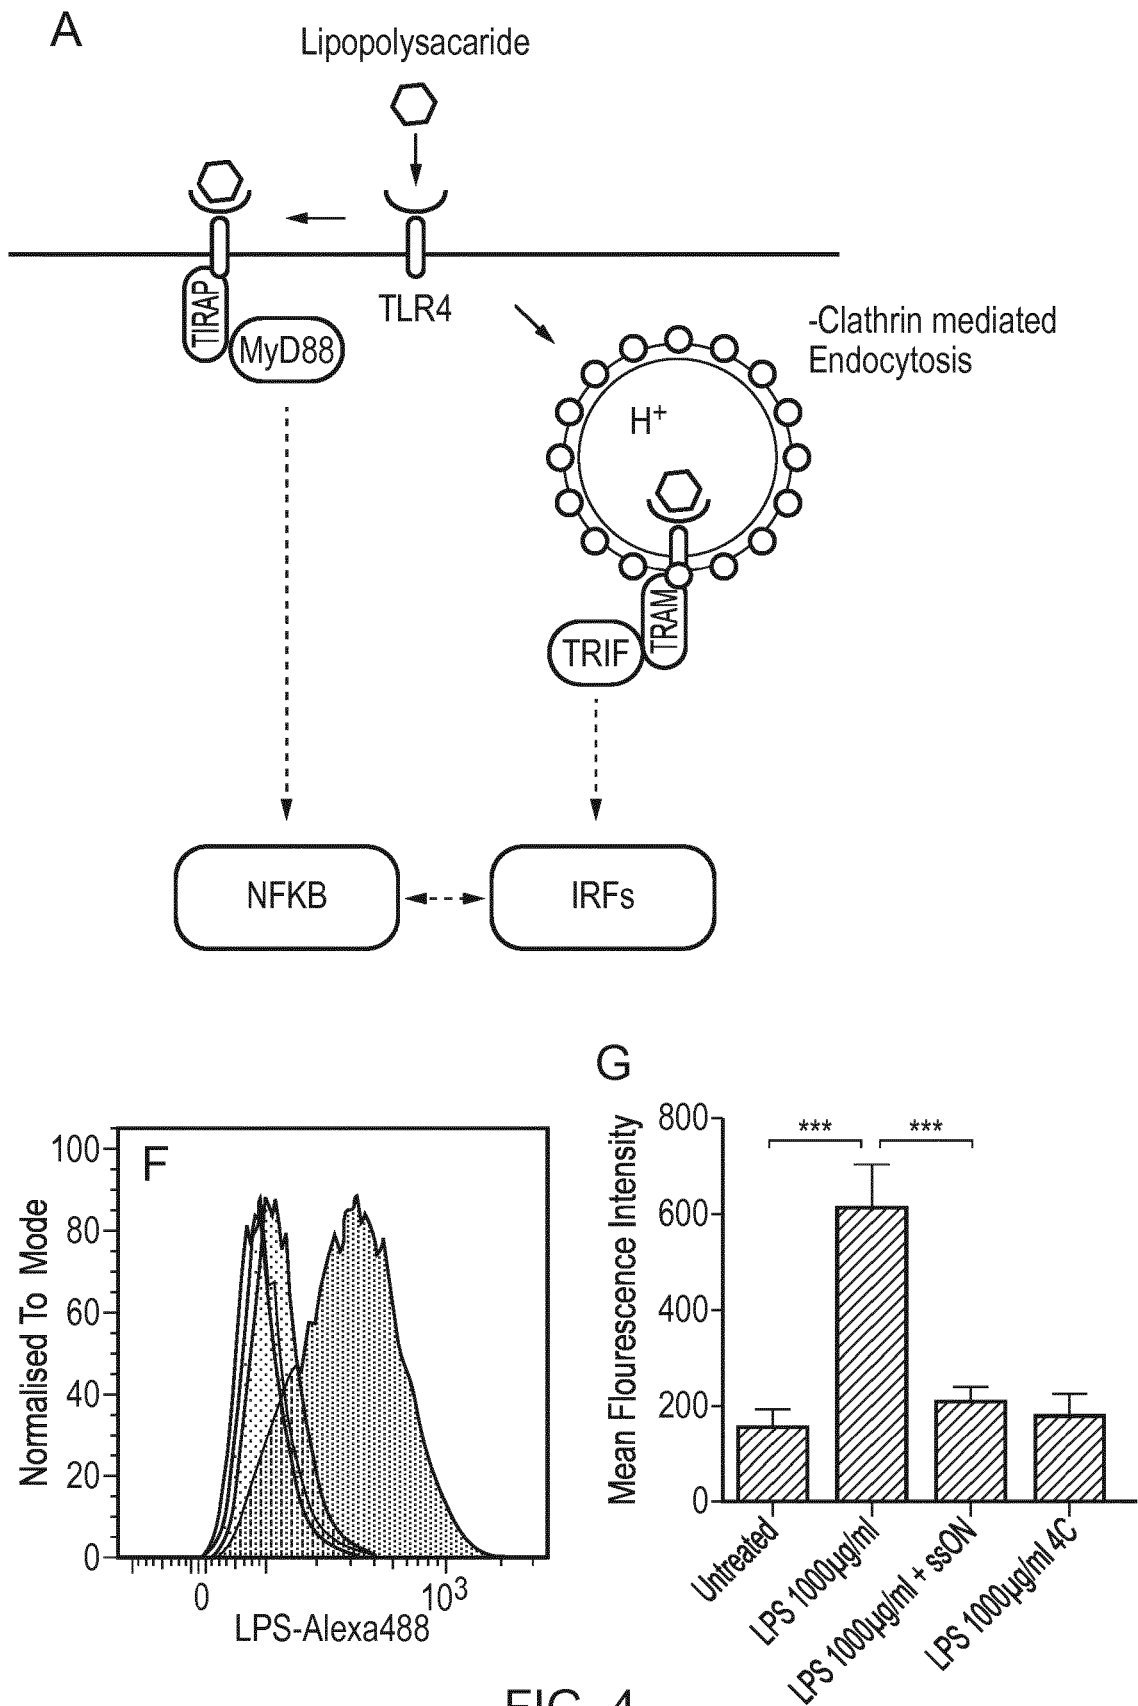 A
Lipopolysacaride
TIRAP
MyD88
TLR4
-Clathrin mediated
Endocytosis
H+
TRAM
TRIF
NFKB
IRFs
F
Normalised To Mode
100
80
60
40
20
0
0
10³
LPS-Alexa488
G
Mean Flourescence Intensity
800
600
400
200
0
***
***
Untreated
LPS 1000µg/ml
LPS 1000µg/ml + ssON
LPS 1000µg/ml 4C
FIG. 4